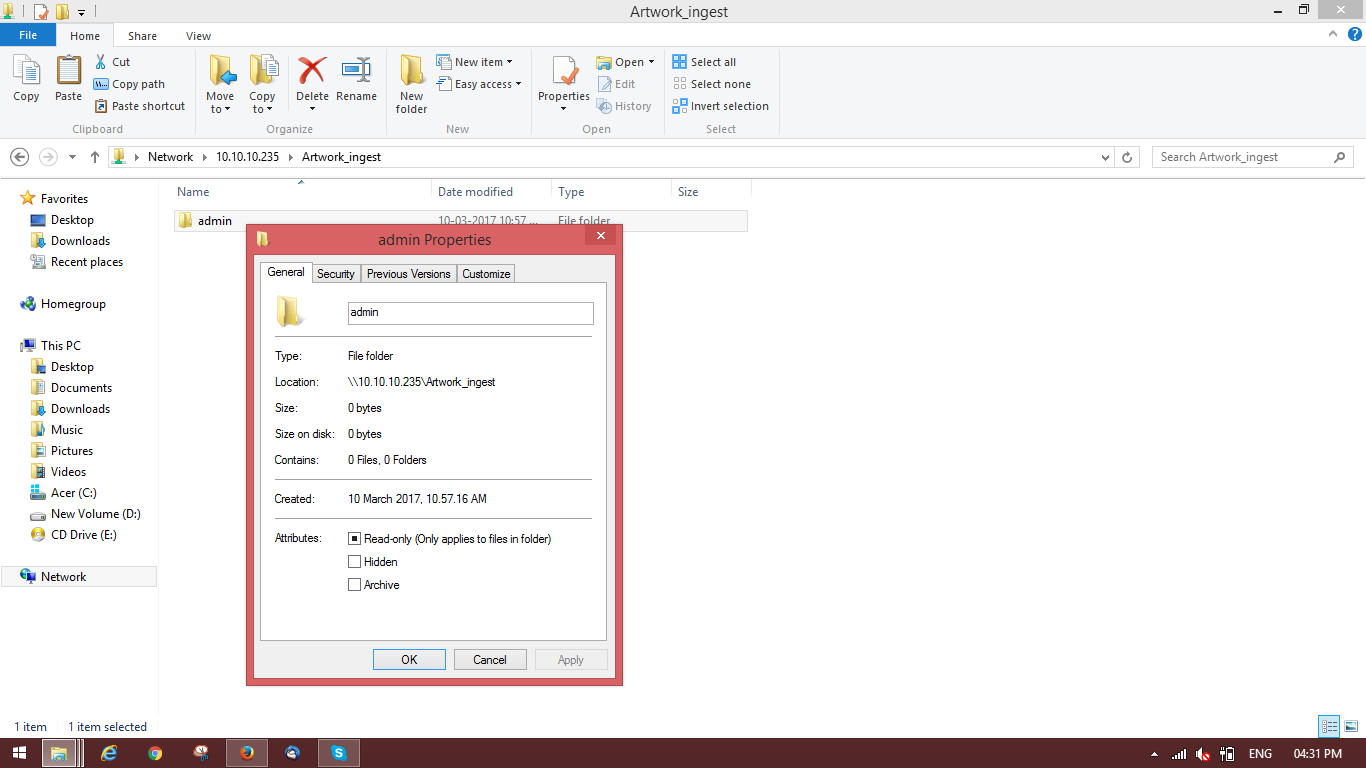 Artwork_ingest
File Home Share View
Copy
Paste
Cut
Copy path
Paste shortcut
Clipboard
Move to
Copy to
Delete
Rename
Organize
New folder
New item
Easy access
New
Properties
Open
Edit
History
Open
Select all
Select none
Invert selection
Select
Network 10.10.10.235 Artwork_ingest
Search Artwork_ingest
Name Date modified Type Size
admin 10-03-2017 10:57 ... File folder
Favorites
Desktop
Downloads
Recent places
Homegroup
This PC
Desktop
Documents
Downloads
Music
Pictures
Videos
Acer (C:)
New Volume (D:)
CD Drive (E:)
Network
admin Properties
General Security Previous Versions Customize
admin
Type: File folder
Location: \\10.10.10.235\Artwork_ingest
Size: 0 bytes
Size on disk: 0 bytes
Contains: 0 Files, 0 Folders
Created: 10 March 2017, 10.57.16 AM
Attributes: Read-only (Only applies to files in folder)
Hidden
Archive
OK Cancel Apply
1 item 1 item selected
ENG 04:31 PM